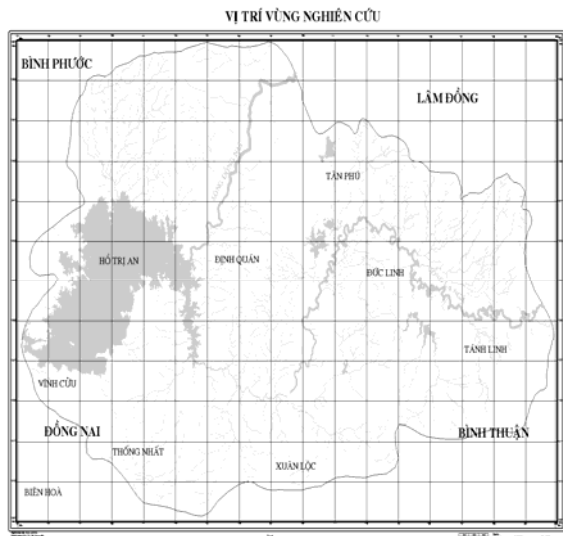 VỊ TRÍ VÙNG NGHIÊN CỨU
BÌNH PHƯỚC
LÂM ĐỒNG
TÂN PHÚ
HỒ TRỊ AN
ĐỊNH QUÁN
ĐỨC LINH
TÁNH LINH
VĨNH CỬU
ĐỒNG NAI
BÌNH THUẬN
THỐNG NHẤT
XUÂN LỘC
BIÊN HOÀ